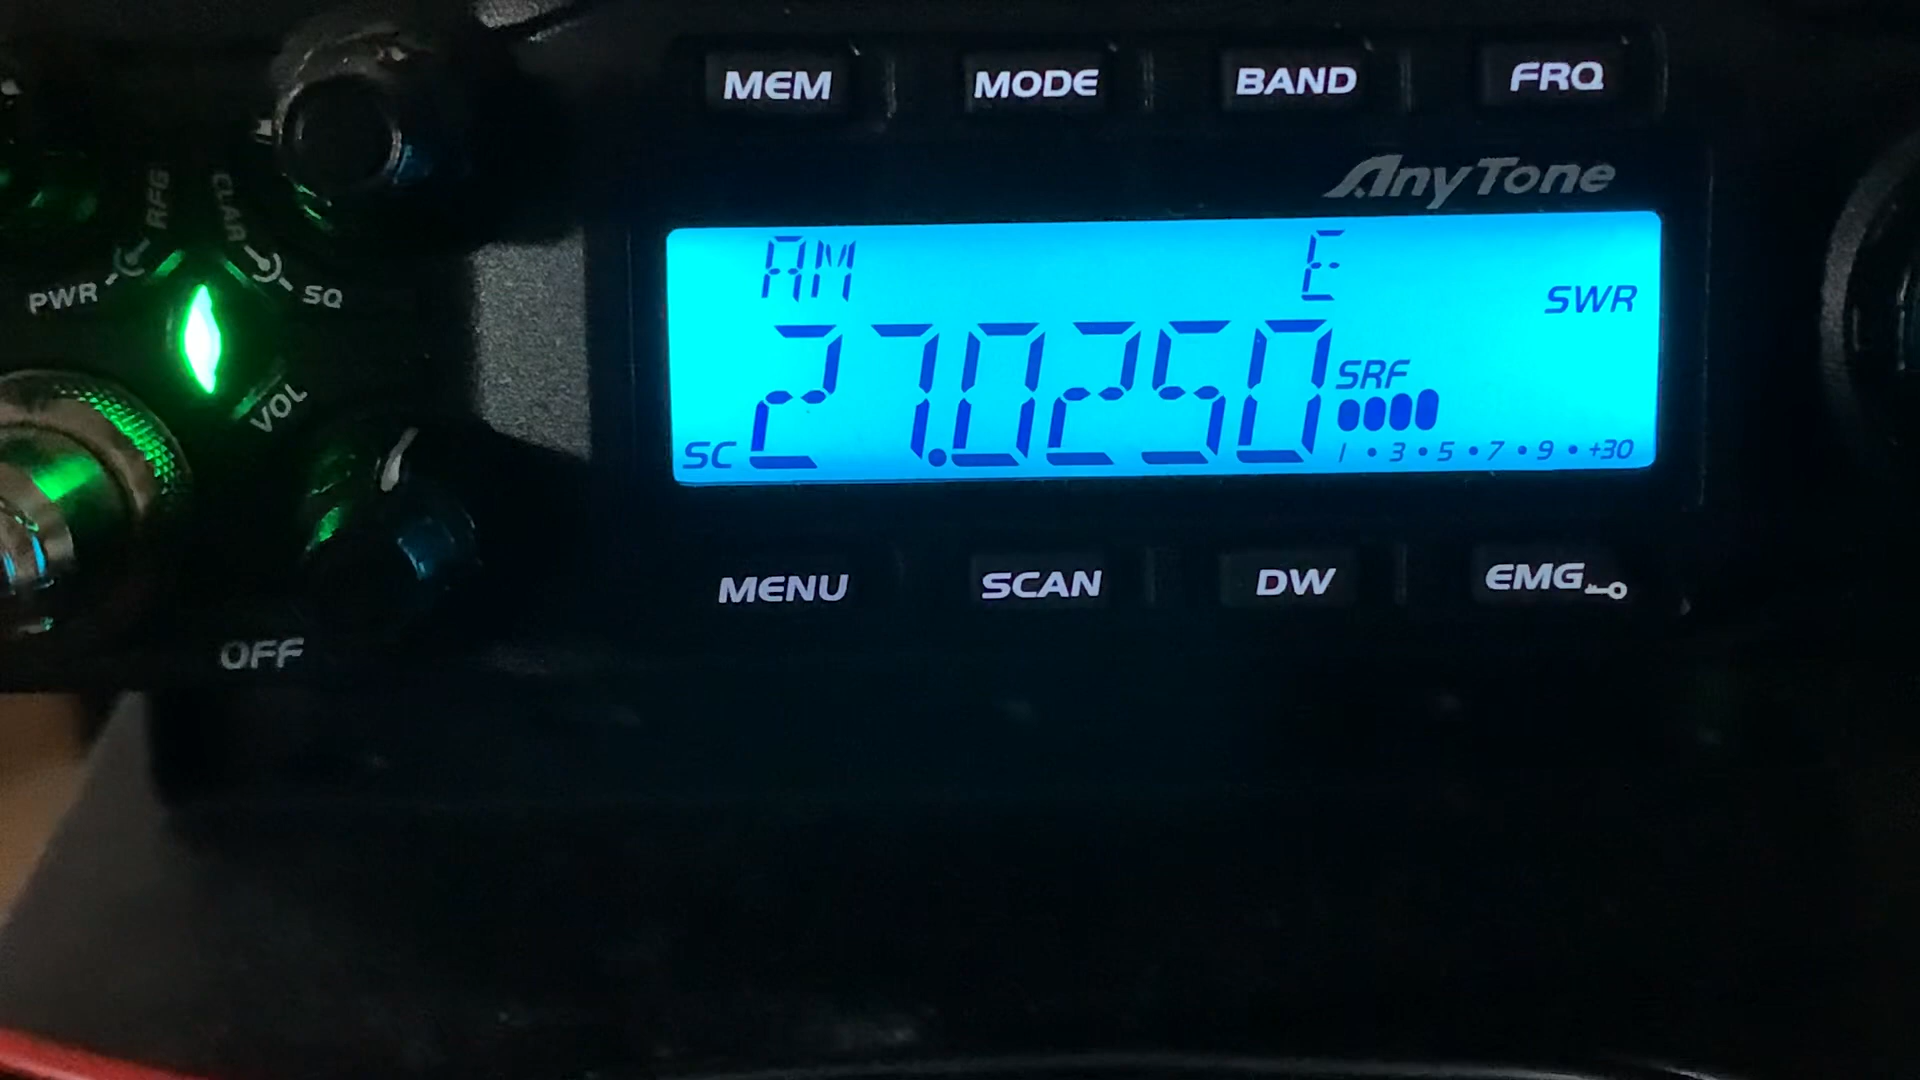 MEM MODE BAND FRQ
AnyTone
RFG CLAR
PWR SQ
VOL
OFF
AM E
SWR
27.0250
SRF
SC
1 • 3 • 5 • 7 • 9 • +30
MENU SCAN DW EMG